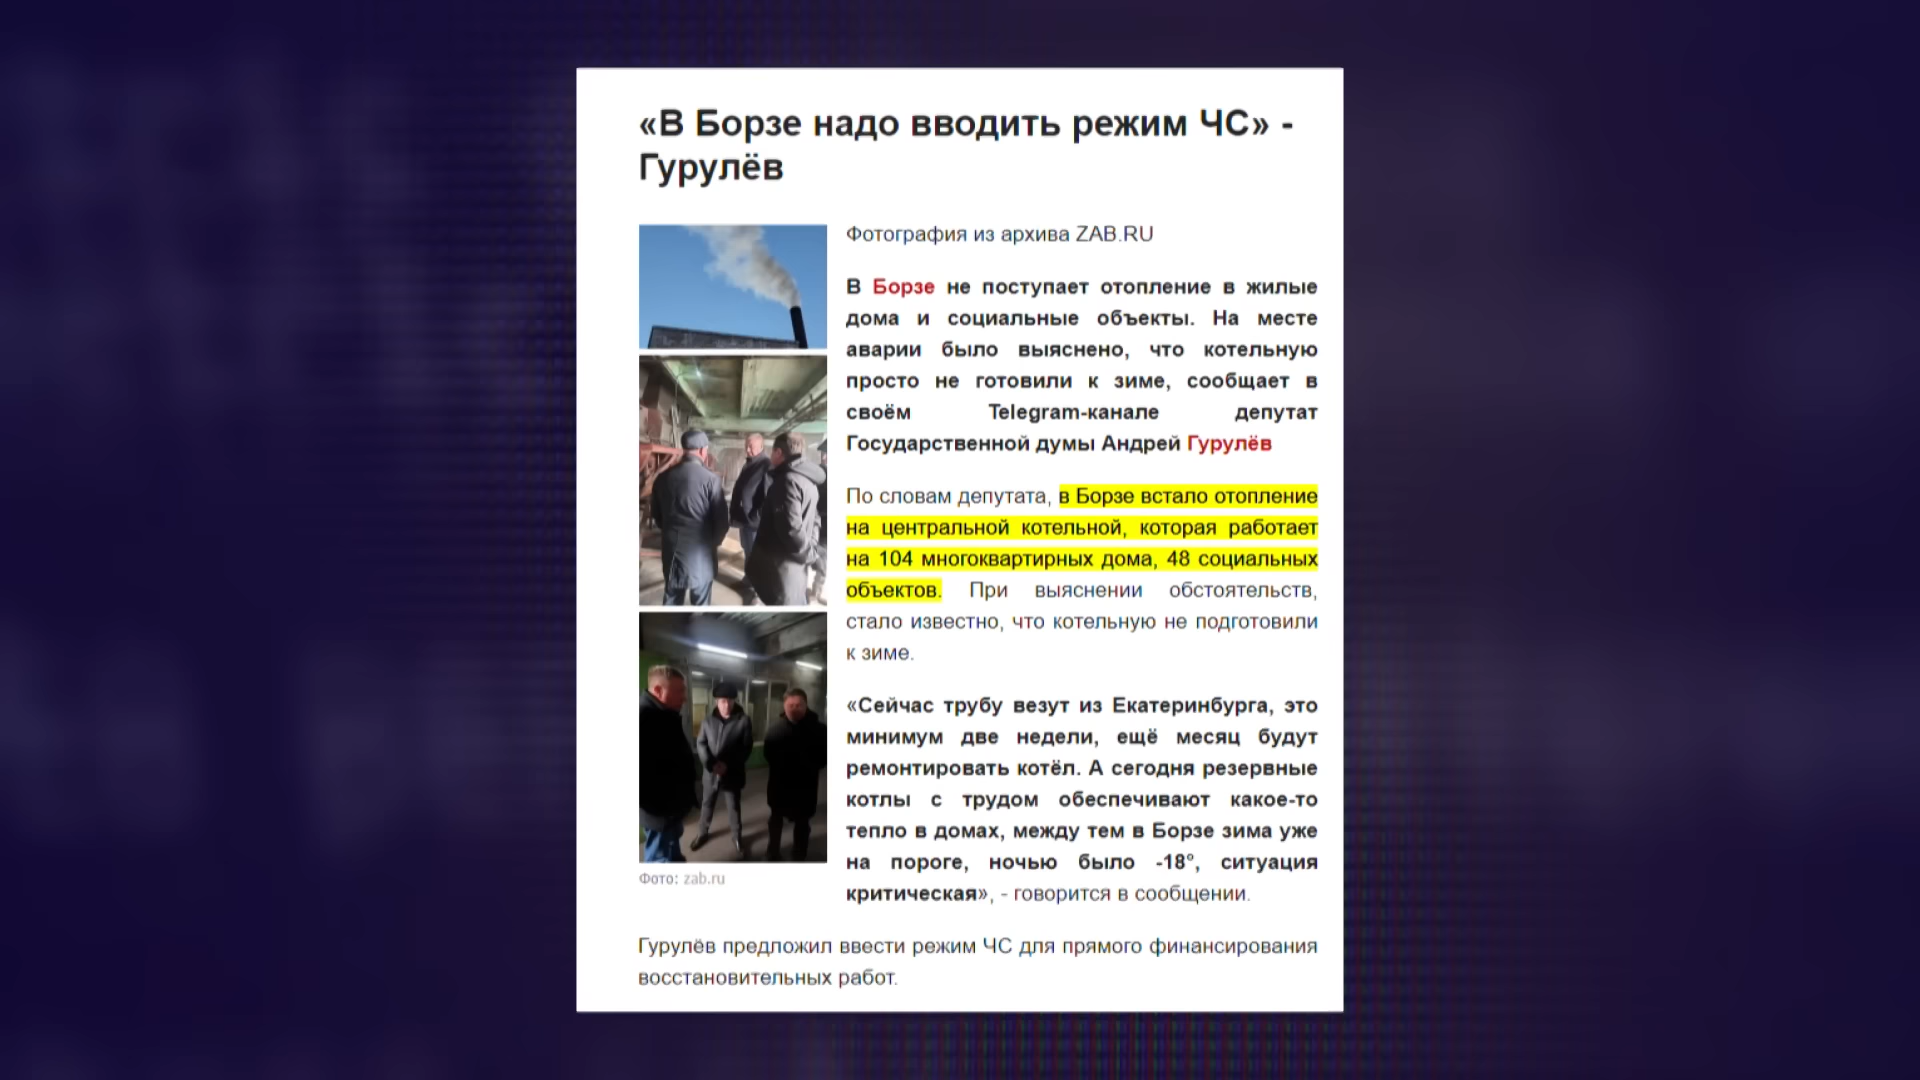 «В Борзе надо вводить режим ЧС» -
Гурулёв
Фотография из архива ZAB.RU
В Борзе не поступает отопление в жилые
дома и социальные объекты. На месте
аварии было выяснено, что котельную
просто не готовили к зиме, сообщает в
своём Telegram-канале депутат
Государственной думы Андрей Гурулёв
По словам депутата, в Борзе встало отопление
на центральной котельной, которая работает
на 104 многоквартирных дома, 48 социальных
объектов. При выяснении обстоятельств,
стало известно, что котельную не подготовили
к зиме.
«Сейчас трубу везут из Екатеринбурга, это
минимум две недели, ещё месяц будут
ремонтировать котёл. А сегодня резервные
котлы с трудом обеспечивают какое-то
тепло в домах, между тем в Борзе зима уже
на пороге, ночью было -18°, ситуация
критическая», - говорится в сообщении.
Фото: zab.ru
Гурулёв предложил ввести режим ЧС для прямого финансирования
восстановительных работ.